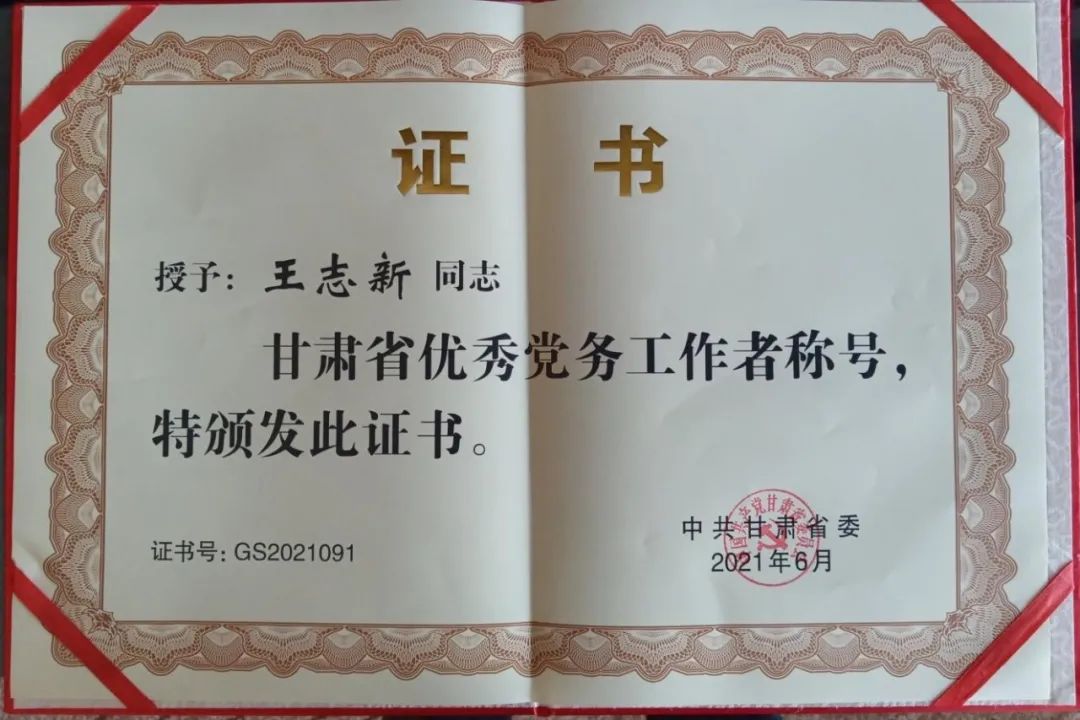 证书
授予：王志新 同志
甘肃省优秀党务工作者称号，
特颁发此证书。
中共甘肃省委
证书号：GS2021091
2021年6月